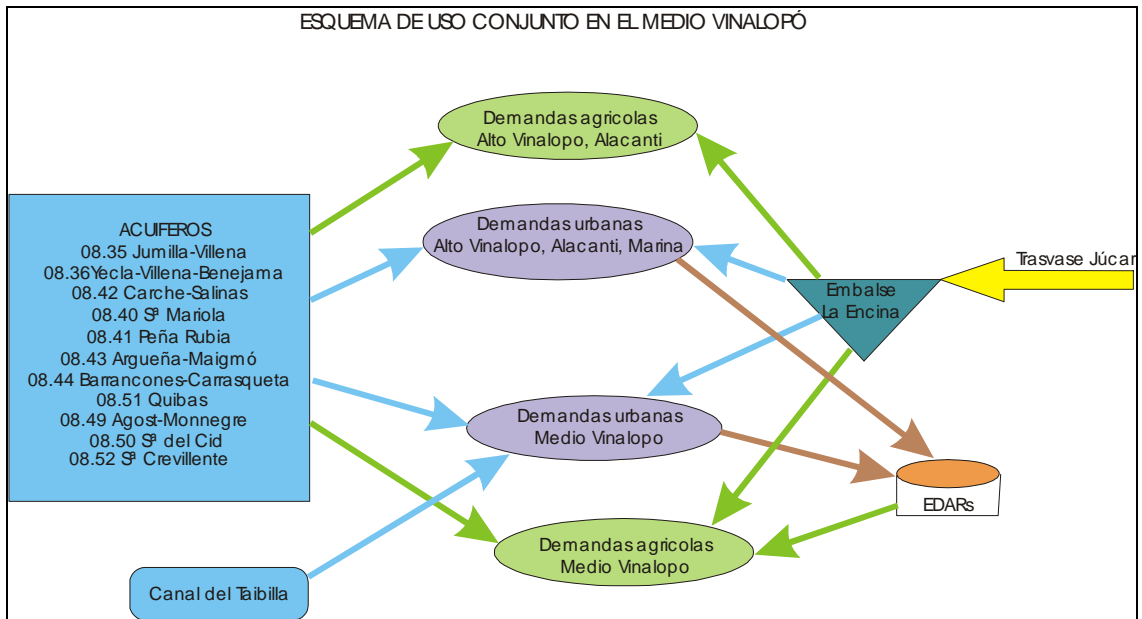 ESQUEMA DE USO CONJUNTO EN EL MEDIO VINALOPÓ
Demandas agricolas
Alto Vinalopo, Alacanti
ACUIFEROS
08.35 Jumilla-Villena
08.36Yecla-Villena-Benejama
08.42 Carche-Salinas
08.40 Sª Mariola
08.41 Peña Rubia
08.43 Argueña-Maigmó
08.44 Barrancones-Carrasqueta
08.51 Quibas
08.49 Agost-Monnegre
08.50 Sª del Cid
08.52 Sª Crevillente
Demandas urbanas
Alto Vinalopo, Alacanti, Marina
Trasvase Júcar
Embalse
La Encina
Demandas urbanas
Medio Vinalopo
EDARs
Demandas agricolas
Medio Vinalopo
Canal del Taibilla